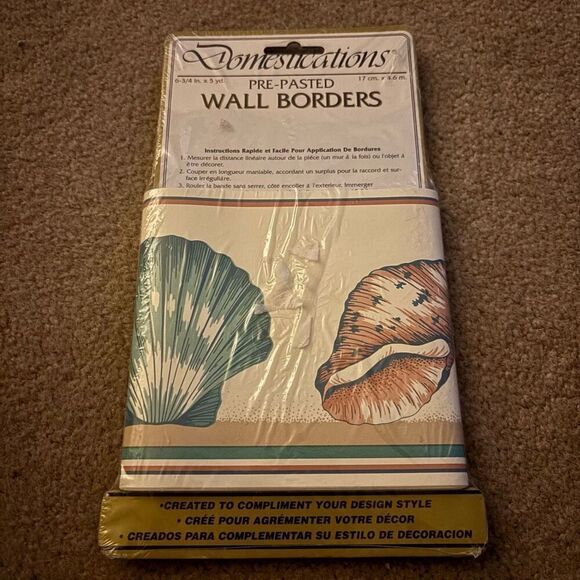 Domestications®
6-3/4 in. x 5 yd.
17 cm. x 4.6 m.
PRE-PASTED
WALL BORDERS
Instructions Rapide et Facile Pour Application De Bordures
1. Mesurer la distance linéaire autour de la pièce (un mur à la fois) ou l'objet à
être décorer.
2. Couper en longueur maniable, accordant un surplus pour la raccord et sur-
face irrégulière.
3. Rouler la bande sans serrer, côté encoller à l'exterieur. Immerger
•CREATED TO COMPLIMENT YOUR DESIGN STYLE
• CRÉÉ POUR AGRÉMENTER VOTRE DÉCOR
• CREADOS PARA COMPLEMENTAR SU ESTILO DE DECORACION